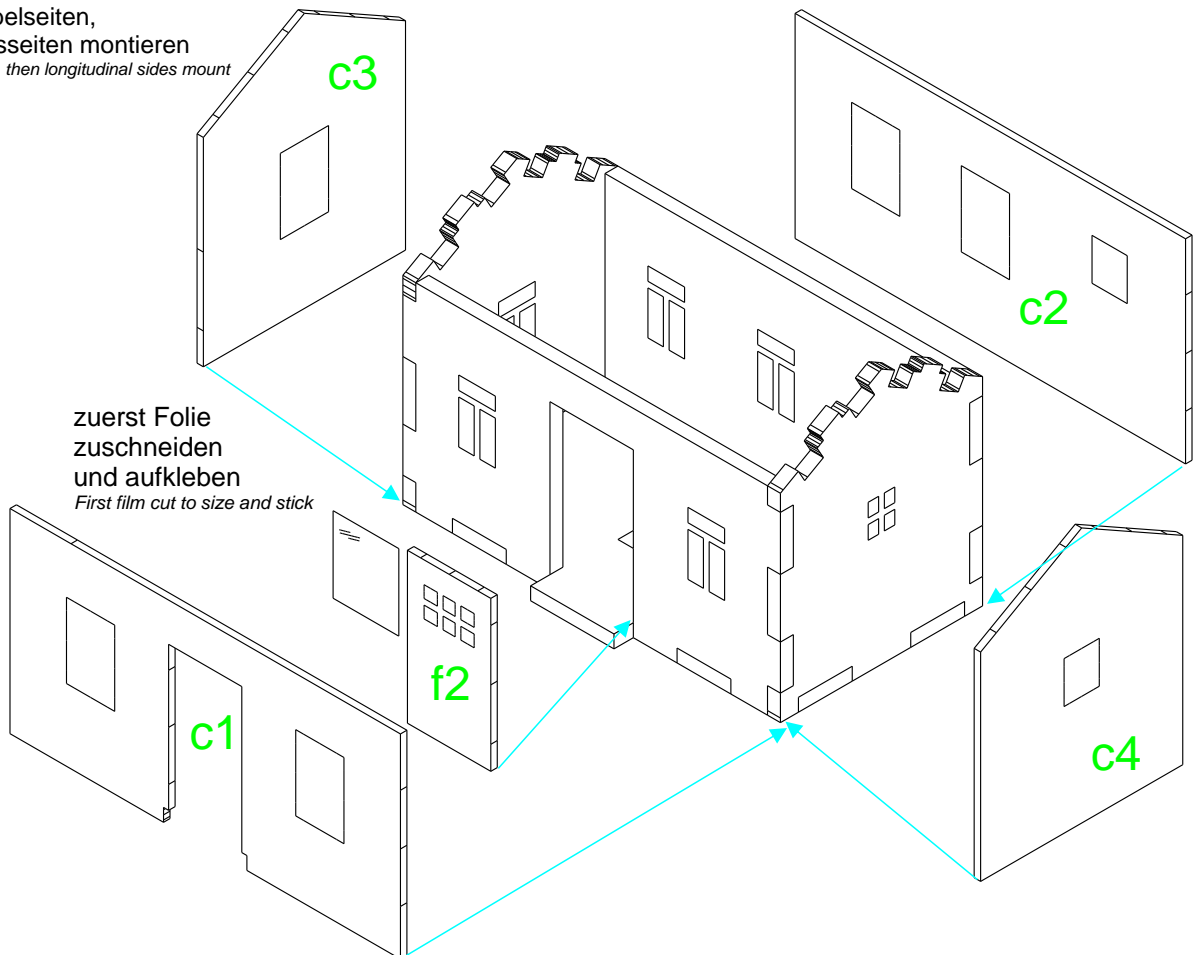 sseiten montieren
then longitudinal sides mount
c3
c2
zuerst Folie
zuschneiden
und aufkleben
First film cut to size and stick
f2
c1
c4